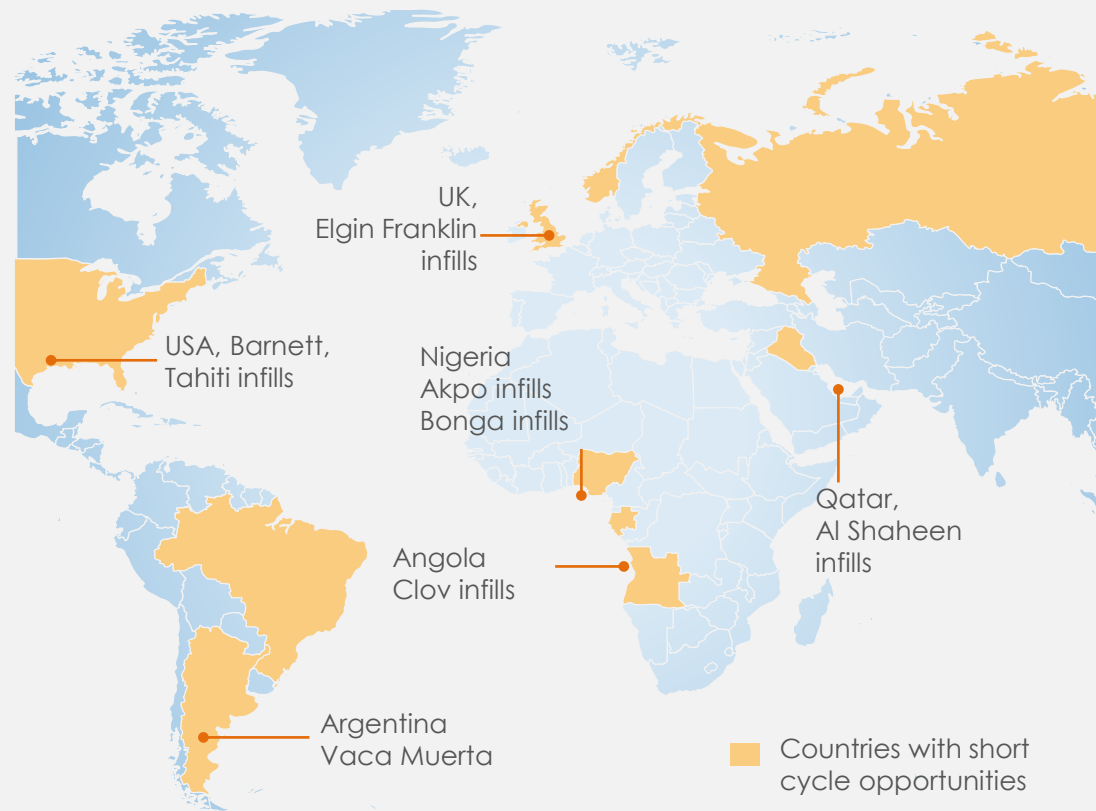 UK,
Elgin Franklin
infills
USA, Barnett,
Tahiti infills
Nigeria
Akpo infills
Bonga infills
Qatar,
Al Shaheen
infills
Angola
Clov infills
Argentina
Vaca Muerta
Countries with short
cycle opportunities